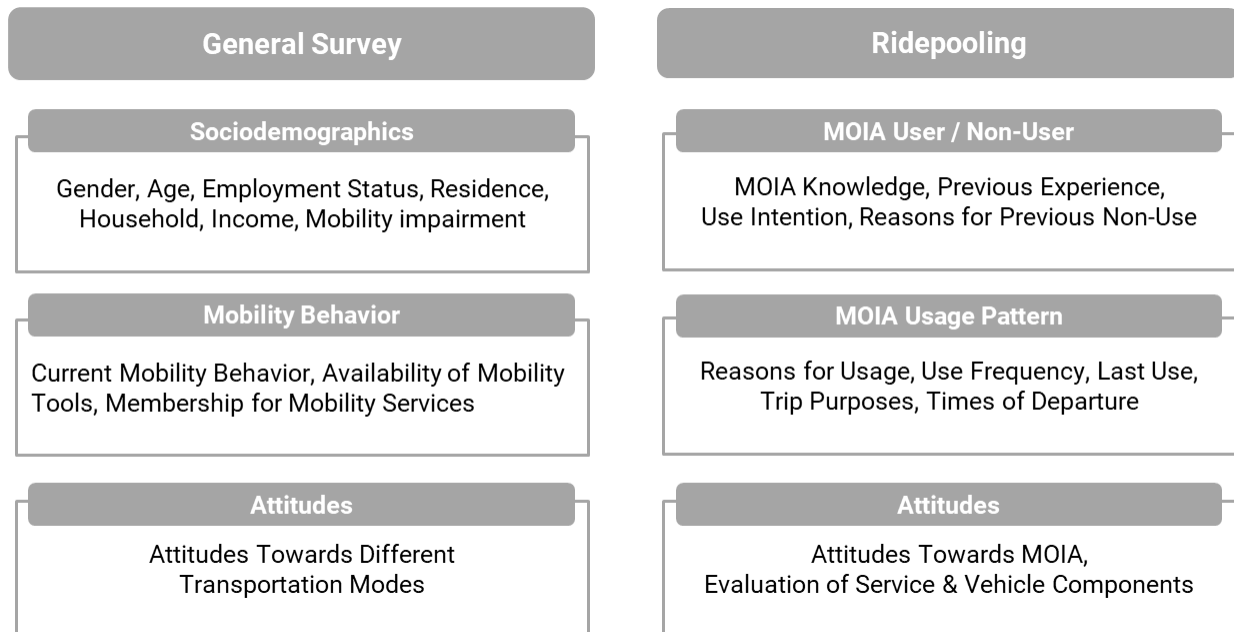 General Survey
Sociodemographics
Gender, Age, Employment Status, Residence,
Household, Income, Mobility impairment
Mobility Behavior
Current Mobility Behavior, Availability of Mobility
Tools, Membership for Mobility Services
Attitudes
Attitudes Towards Different
Transportation Modes
Ridepooling
MOIA User / Non-User
MOIA Knowledge, Previous Experience,
Use Intention, Reasons for Previous Non-Use
MOIA Usage Pattern
Reasons for Usage, Use Frequency, Last Use,
Trip Purposes, Times of Departure
Attitudes
Attitudes Towards MOIA,
Evaluation of Service & Vehicle Components